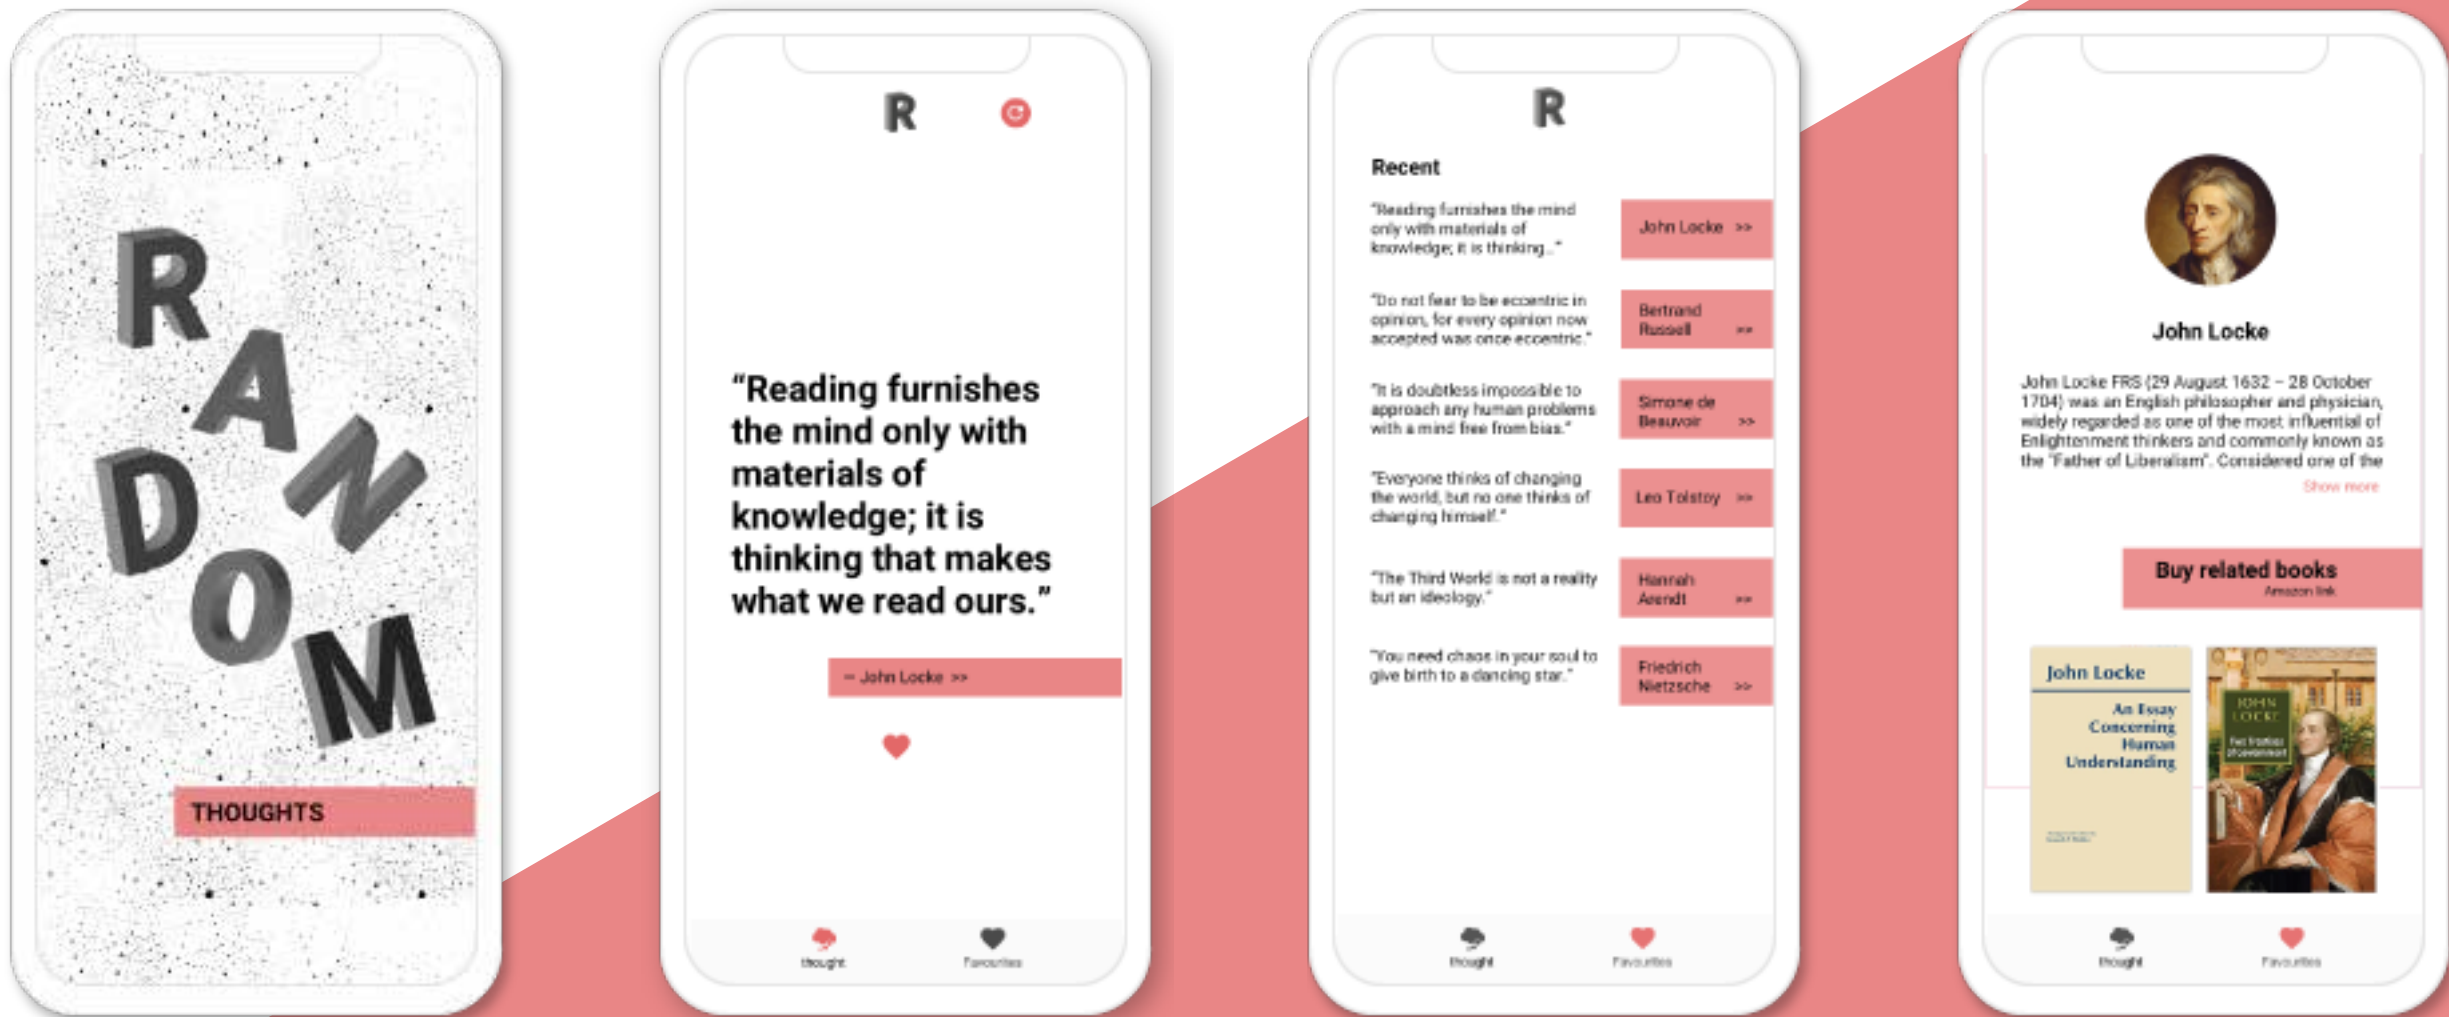 R
A
N
D
O
M
THOUGHTS
R
“Reading furnishes
the mind only with
materials of
knowledge; it is
thinking that makes
what we read ours.”
– John Locke >>
thought
Favourites
R
Recent
“Reading furnishes the mind
only with materials of
knowledge; it is thinking...”
John Locke >>
“Do not fear to be eccentric in
opinion, for every opinion now
accepted was once eccentric.”
Bertrand
Russell >>
“It is doubtless impossible to
approach any human problems
with a mind free from bias.”
Simone de
Beauvoir >>
“Everyone thinks of changing
the world, but no one thinks of
changing himself.”
Leo Tolstoy >>
“The Third World is not a reality
but an ideology.”
Hannah
Arendt >>
“You need chaos in your soul to
give birth to a dancing star.”
Friedrich
Nietzsche >>
thought
Favourites
John Locke
John Locke FRS (29 August 1632 – 28 October
1704) was an English philosopher and physician,
widely regarded as one of the most influential of
Enlightenment thinkers and commonly known as
the "Father of Liberalism". Considered one of the
Show more
Buy related books
Amazon link
John Locke
An Essay
Concerning
Human
Understanding
JOHN
LOCKE
Two Treatises
of Government
thought
Favourites